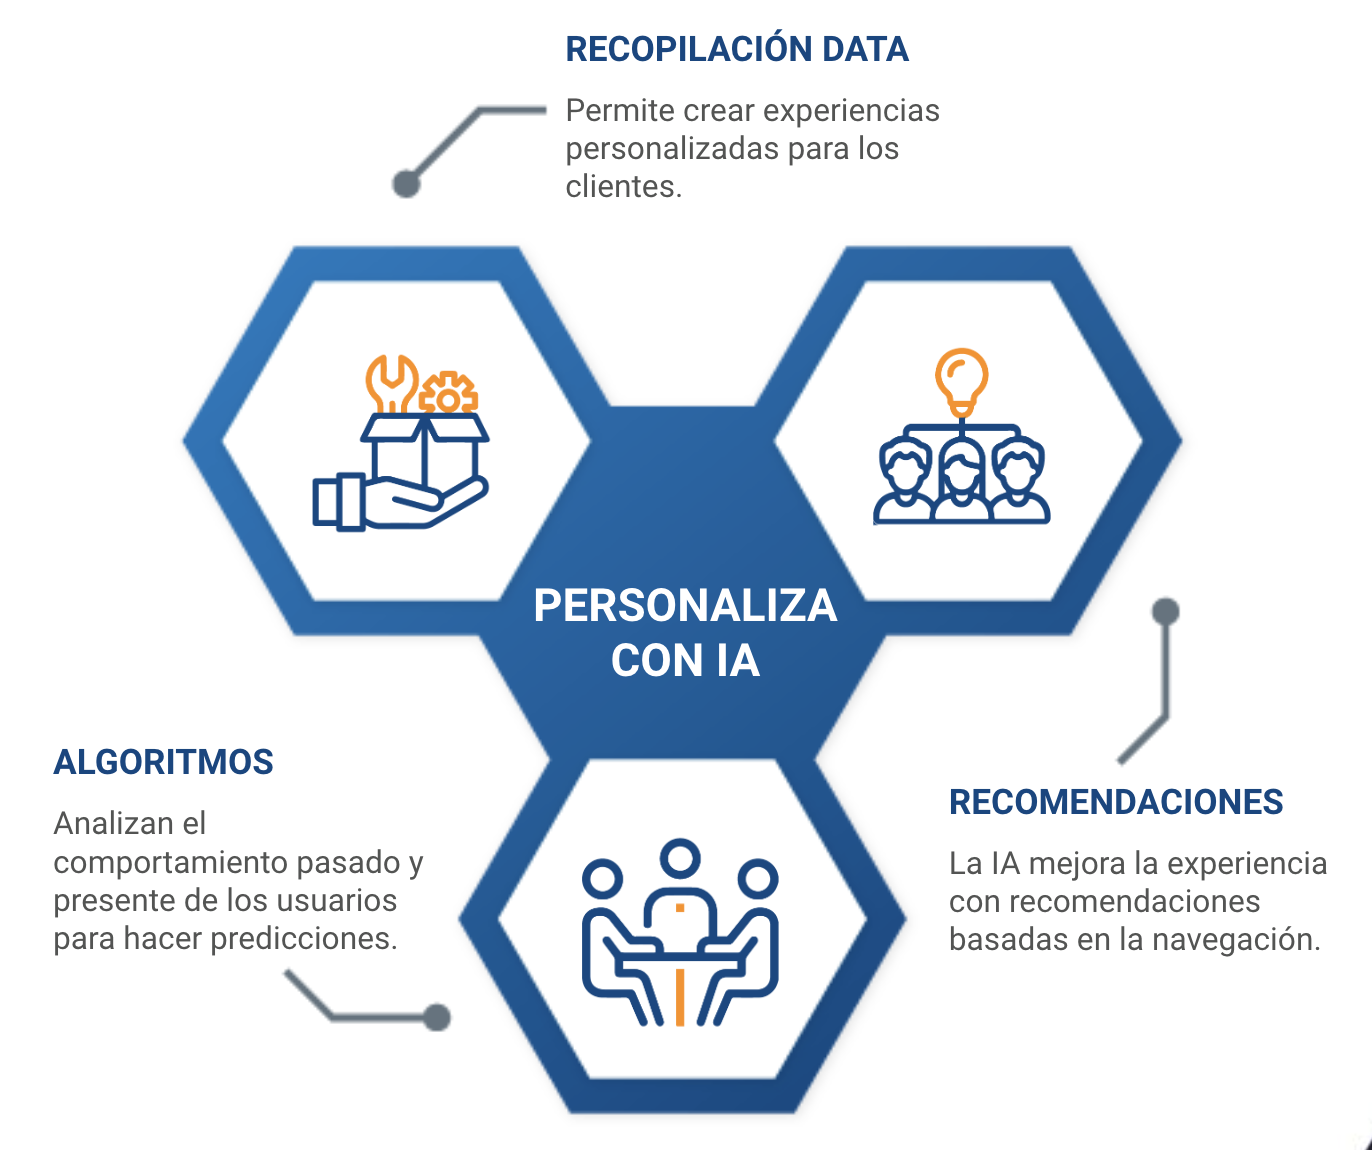 RECOPILACIÓN DATA
Permite crear experiencias
personalizadas para los
clientes.
PERSONALIZA
CON IA
ALGORITMOS
Analizan el
comportamiento pasado y
presente de los usuarios
para hacer predicciones.
RECOMENDACIONES
La IA mejora la experiencia
con recomendaciones
basadas en la navegación.